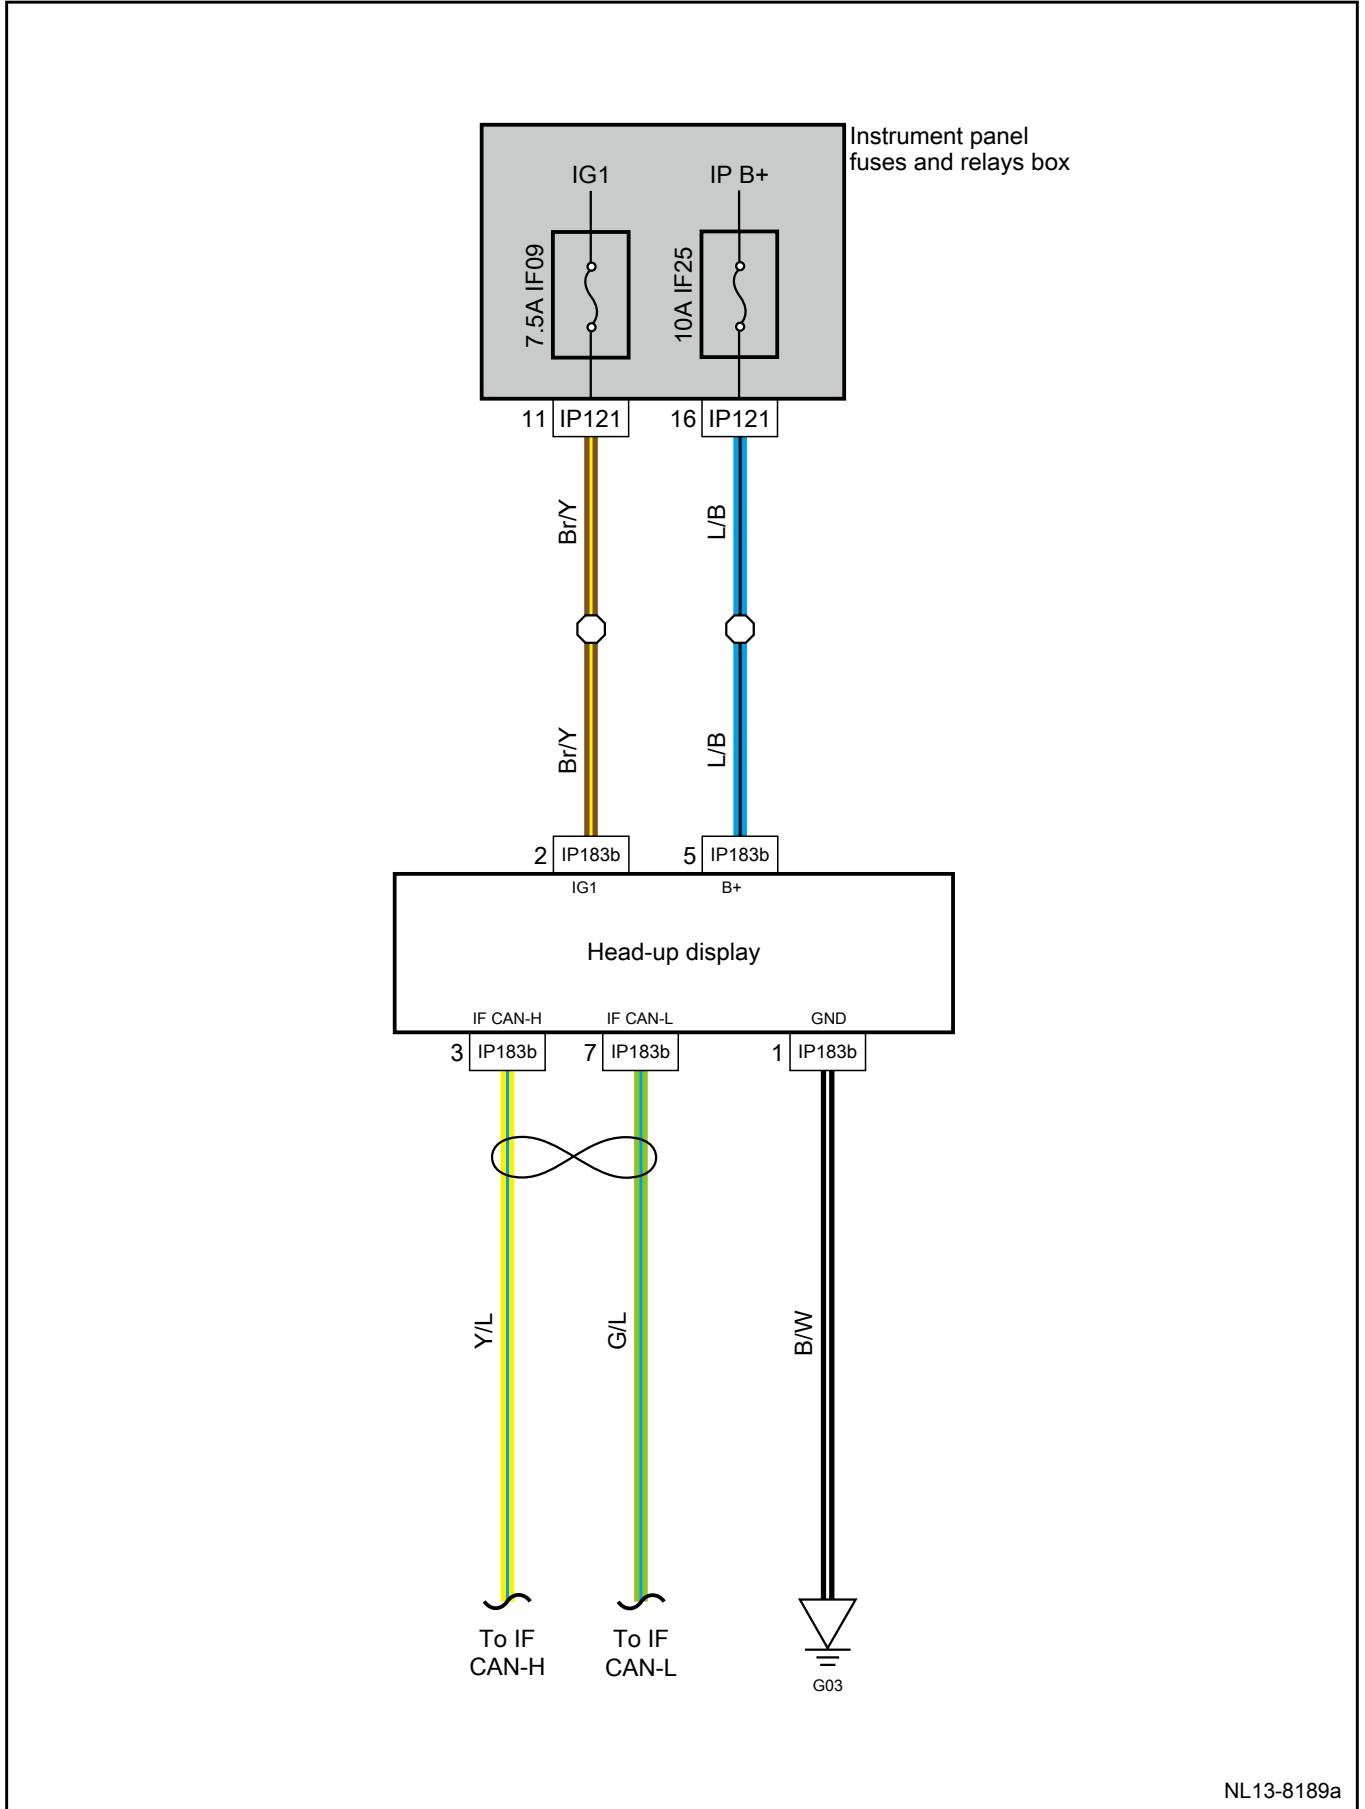 Instrument panel
fuses and relays box
IG1
IP B+
7.5A IF09
10A IF25
11 IP121
16 IP121
Br/Y
L/B
Br/Y
L/B
2 IP183b
5 IP183b
IG1
B+
Head-up display
IF CAN-H
IF CAN-L
GND
3 IP183b
7 IP183b
1 IP183b
Y/L
G/L
B/W
To IF
CAN-H
To IF
CAN-L
G03
NL13-8189a